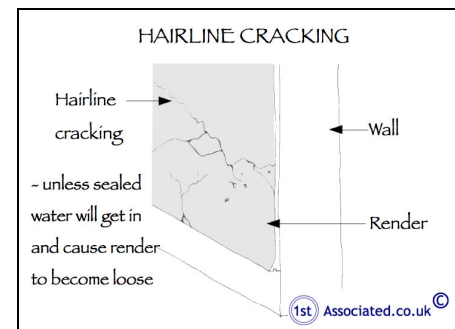 HAIRLINE CRACKING
Hairline
cracking
- unless sealed
water will get in
and cause render
to become loose
Wall
Render
1st Associated.co.uk ©